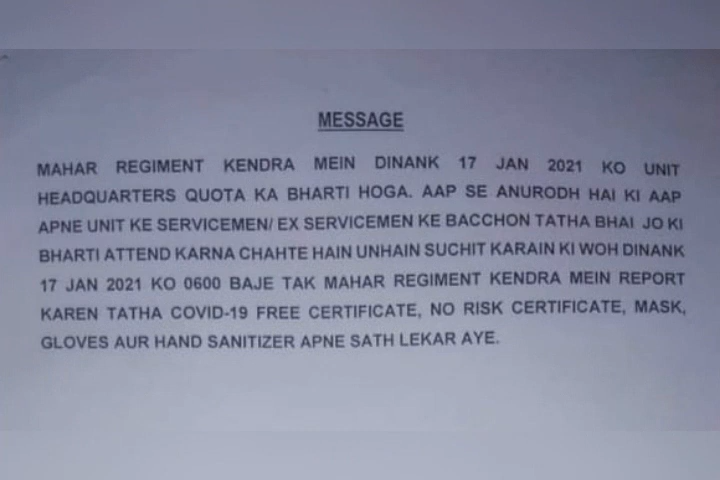 MESSAGE
MAHAR REGIMENT KENDRA MEIN DINANK 17 JAN 2021 KO UNIT
HEADQUARTERS QUOTA KA BHARTI HOGA. AAP SE ANURODH HAI KI AAP
APNE UNIT KE SERVICEMEN/ EX SERVICEMEN KE BACCHON TATHA BHAI JO KI
BHARTI ATTEND KARNA CHAHTE HAIN UNHAIN SUCHIT KARAIN KI WOH DINANK
17 JAN 2021 KO 0600 BAJE TAK MAHAR REGIMENT KENDRA MEIN REPORT
KAREN TATHA COVID-19 FREE CERTIFICATE, NO RISK CERTIFICATE, MASK,
GLOVES AUR HAND SANITIZER APNE SATH LEKAR AYE.